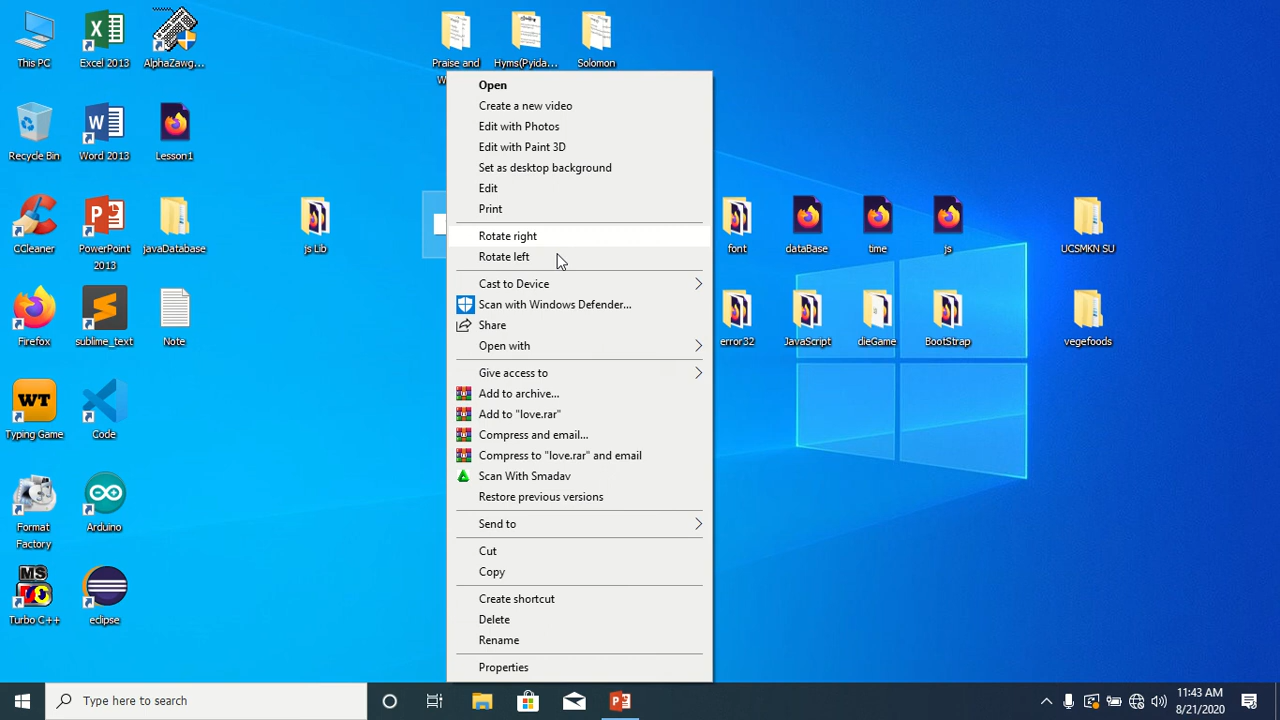 This PC
Excel 2013
AlphaZawg...
Praise and
W
Hyms(Pyida...
Solomon
Recycle Bin
Word 2013
Lesson1
CCleaner
PowerPoint
2013
javaDatabase
js Lib
font
dataBase
time
js
UCSMKN SU
Firefox
sublime_text
Note
error32
JavaScript
dieGame
BootStrap
vegefoods
WT
Typing Game
Code
Format
Factory
Arduino
MS
Turbo C++
eclipse
Open
Create a new video
Edit with Photos
Edit with Paint 3D
Set as desktop background
Edit
Print
Rotate right
Rotate left
Cast to Device
Scan with Windows Defender...
Share
Open with
Give access to
Add to archive...
Add to "love.rar"
Compress and email...
Compress to "love.rar" and email
Scan With Smadav
Restore previous versions
Send to
Cut
Copy
Create shortcut
Delete
Rename
Properties
Type here to search
11:43 AM
8/21/2020